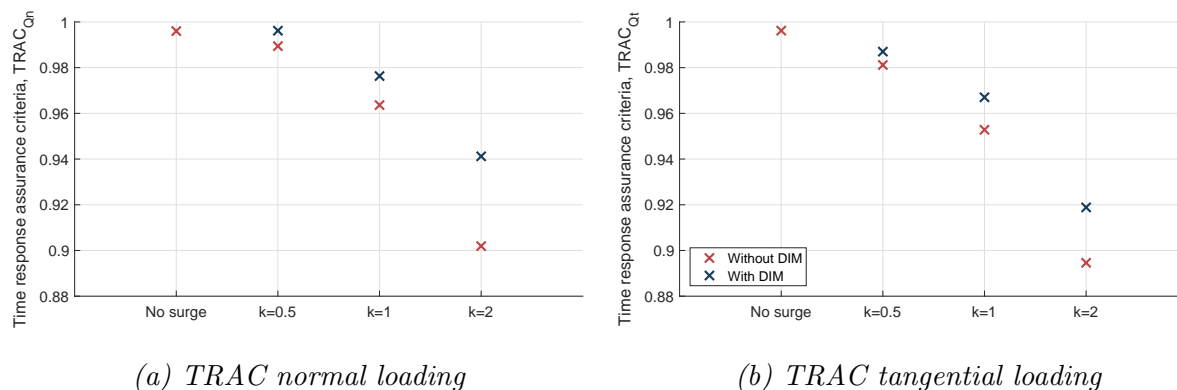 Time response assurance criteria, TRAC_Qn
1
0.98
0.96
0.94
0.92
0.9
0.88
No surge k=0.5 k=1 k=2
(a) TRAC normal loading
Time response assurance criteria, TRAC_Qt
1
0.98
0.96
0.94
0.92
0.9
0.88
Without DIM
With DIM
No surge k=0.5 k=1 k=2
(b) TRAC tangential loading